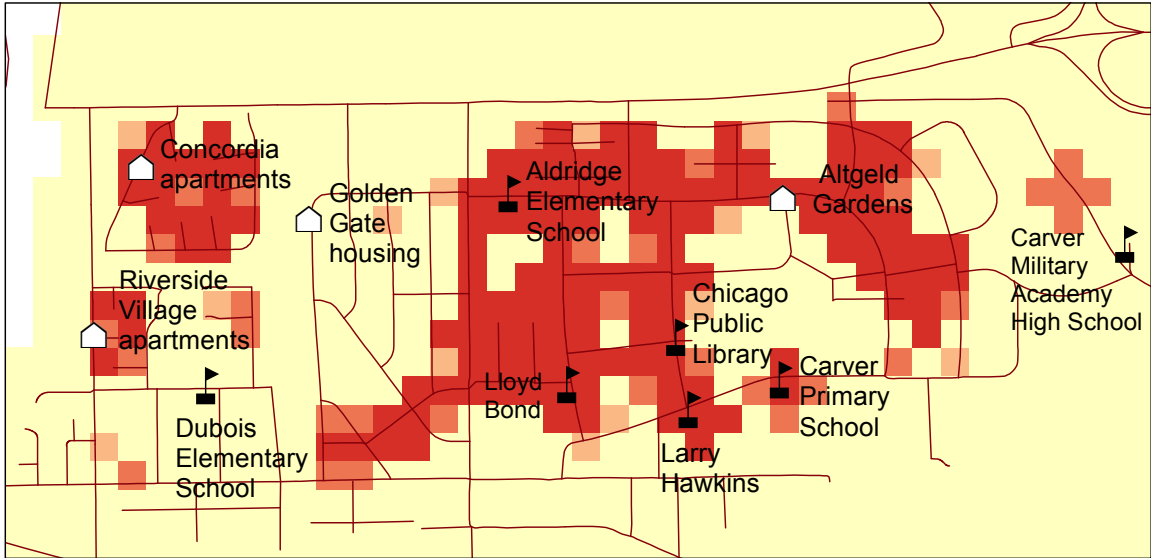 Concordia
apartments
Golden
Gate
housing
Aldridge
Elementary
School
Altgeld
Gardens
Carver
Military
Academy
High School
Riverside
Village
apartments
Chicago
Public
Library
Lloyd
Bond
Carver
Primary
School
Dubois
Elementary
School
Larry
Hawkins